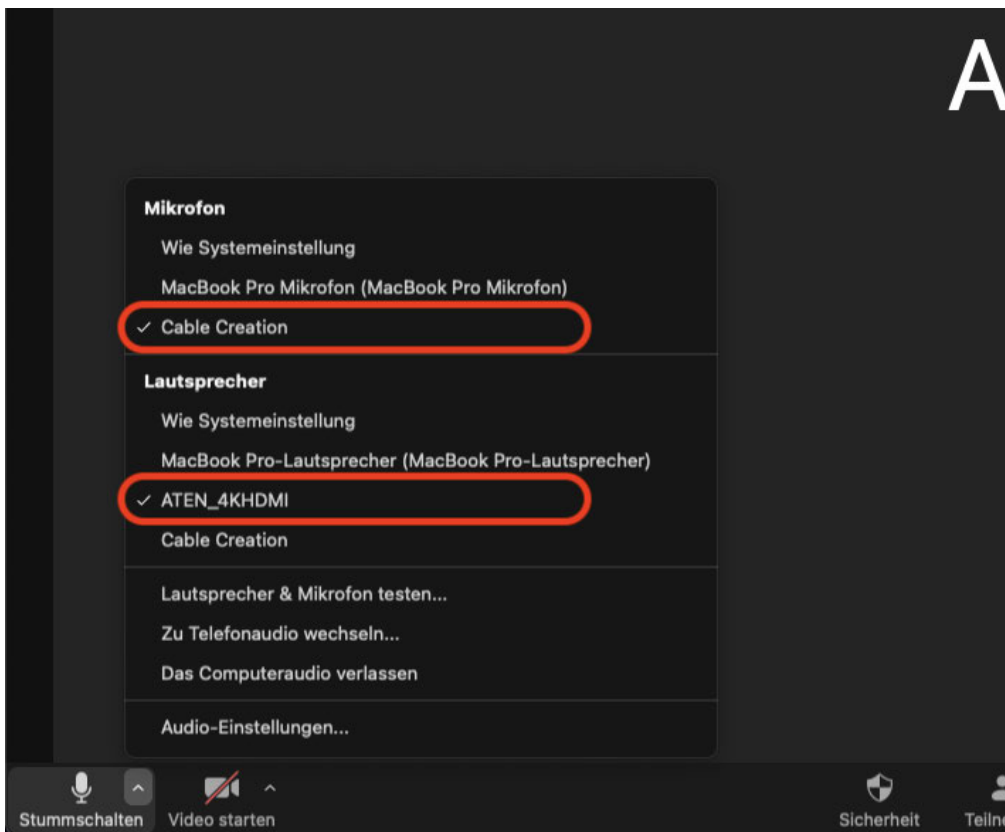 A
Mikrofon
Wie Systemeinstellung
MacBook Pro Mikrofon (MacBook Pro Mikrofon)
✓ Cable Creation
Lautsprecher
Wie Systemeinstellung
MacBook Pro-Lautsprecher (MacBook Pro-Lautsprecher)
✓ ATEN_4KHDMI
Cable Creation
Lautsprecher & Mikrofon testen...
Zu Telefonaudio wechseln...
Das Computeraudio verlassen
Audio-Einstellungen...
Stummschalten Video starten Sicherheit